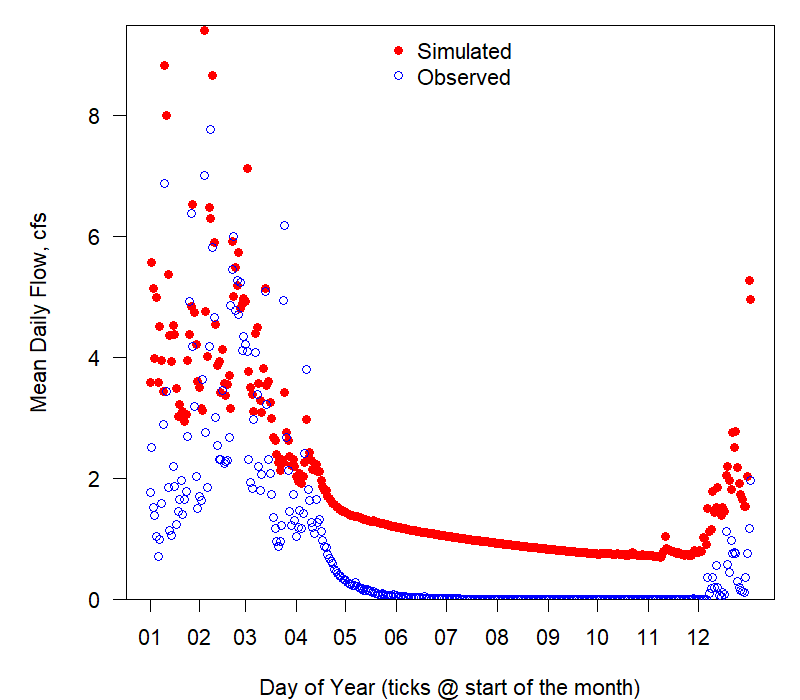 Simulated
Observed
Mean Daily Flow, cfs
8
6
4
2
0
01 02 03 04 05 06 07 08 09 10 11 12
Day of Year (ticks @ start of the month)